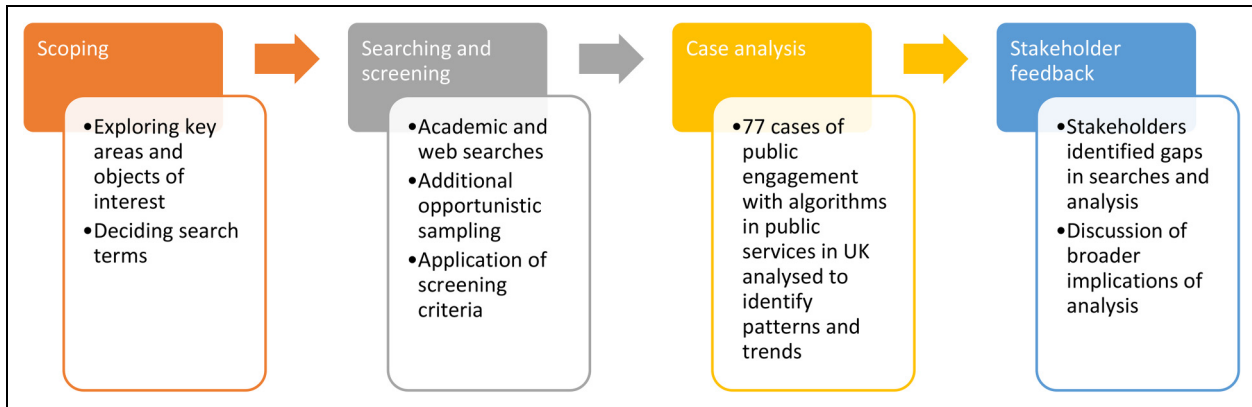 Scoping
•Exploring key
areas and
objects of
interest
•Deciding search
terms
Searching and
screening
•Academic and
web searches
•Additional
opportunistic
sampling
•Application of
screening
criteria
Case analysis
•77 cases of
public
engagement
with algorithms
in public
services in UK
analysed to
identify
patterns and
trends
Stakeholder
feedback
•Stakeholders
identified gaps
in searches and
analysis
•Discussion of
broader
implications of
analysis